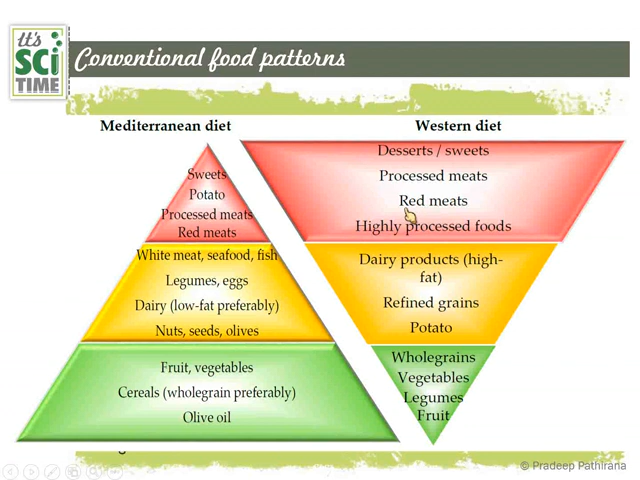 It's
SCI
TIME
Conventional food patterns
Mediterranean diet
Sweets
Potato
Processed meats
Red meats
White meat, seafood, fish
Legumes, eggs
Dairy (low-fat preferably)
Nuts, seeds, olives
Fruit, vegetables
Cereals (wholegrain preferably)
Olive oil
Western diet
Desserts / sweets
Processed meats
Red meats
Highly processed foods
Dairy products (high-
fat)
Refined grains
Potato
Wholegrains
Vegetables
Legumes
Fruit
© Pradeep Pathirana